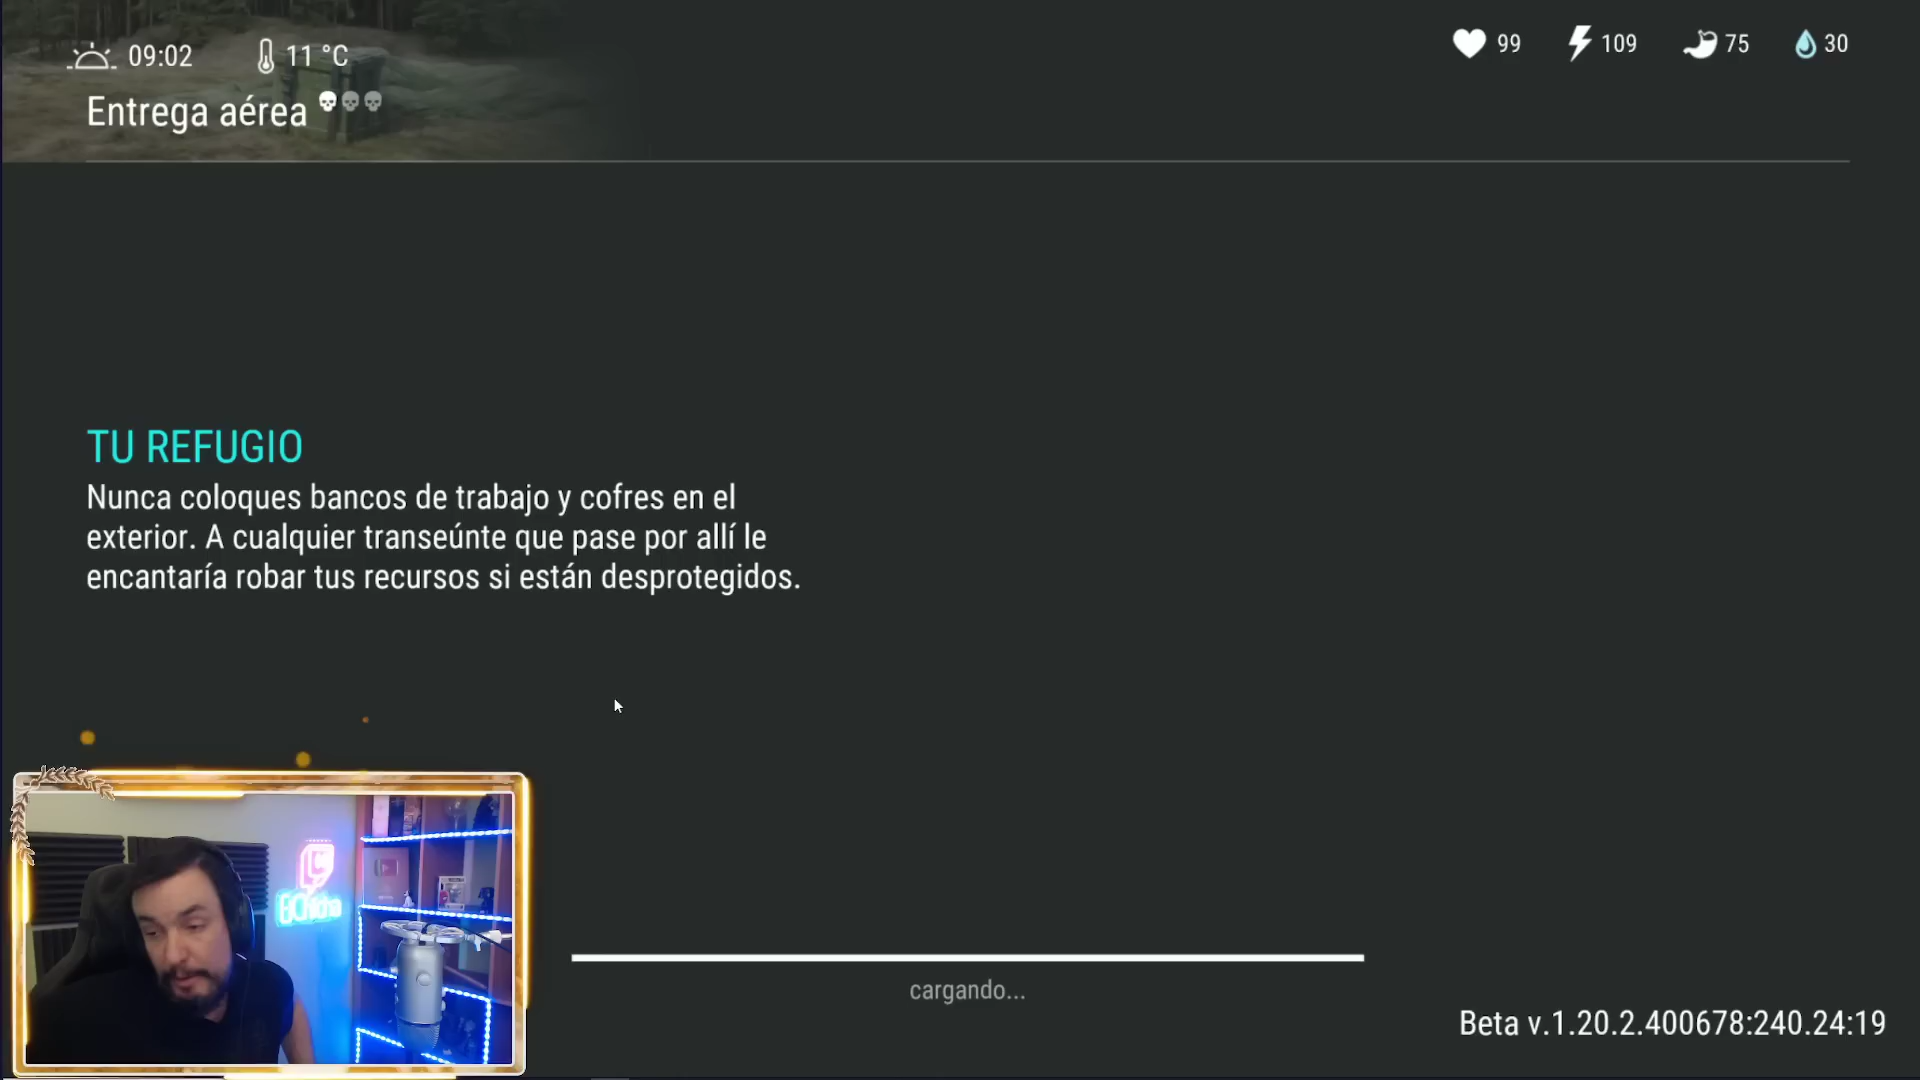 09:02
11 °C
99
109
75
30
Entrega aérea
TU REFUGIO
Nunca coloques bancos de trabajo y cofres en el
exterior. A cualquier transeúnte que pase por allí le
encantaría robar tus recursos si están desprotegidos.
ElChicha
cargando...
Beta v.1.20.2.400678:240.24:19